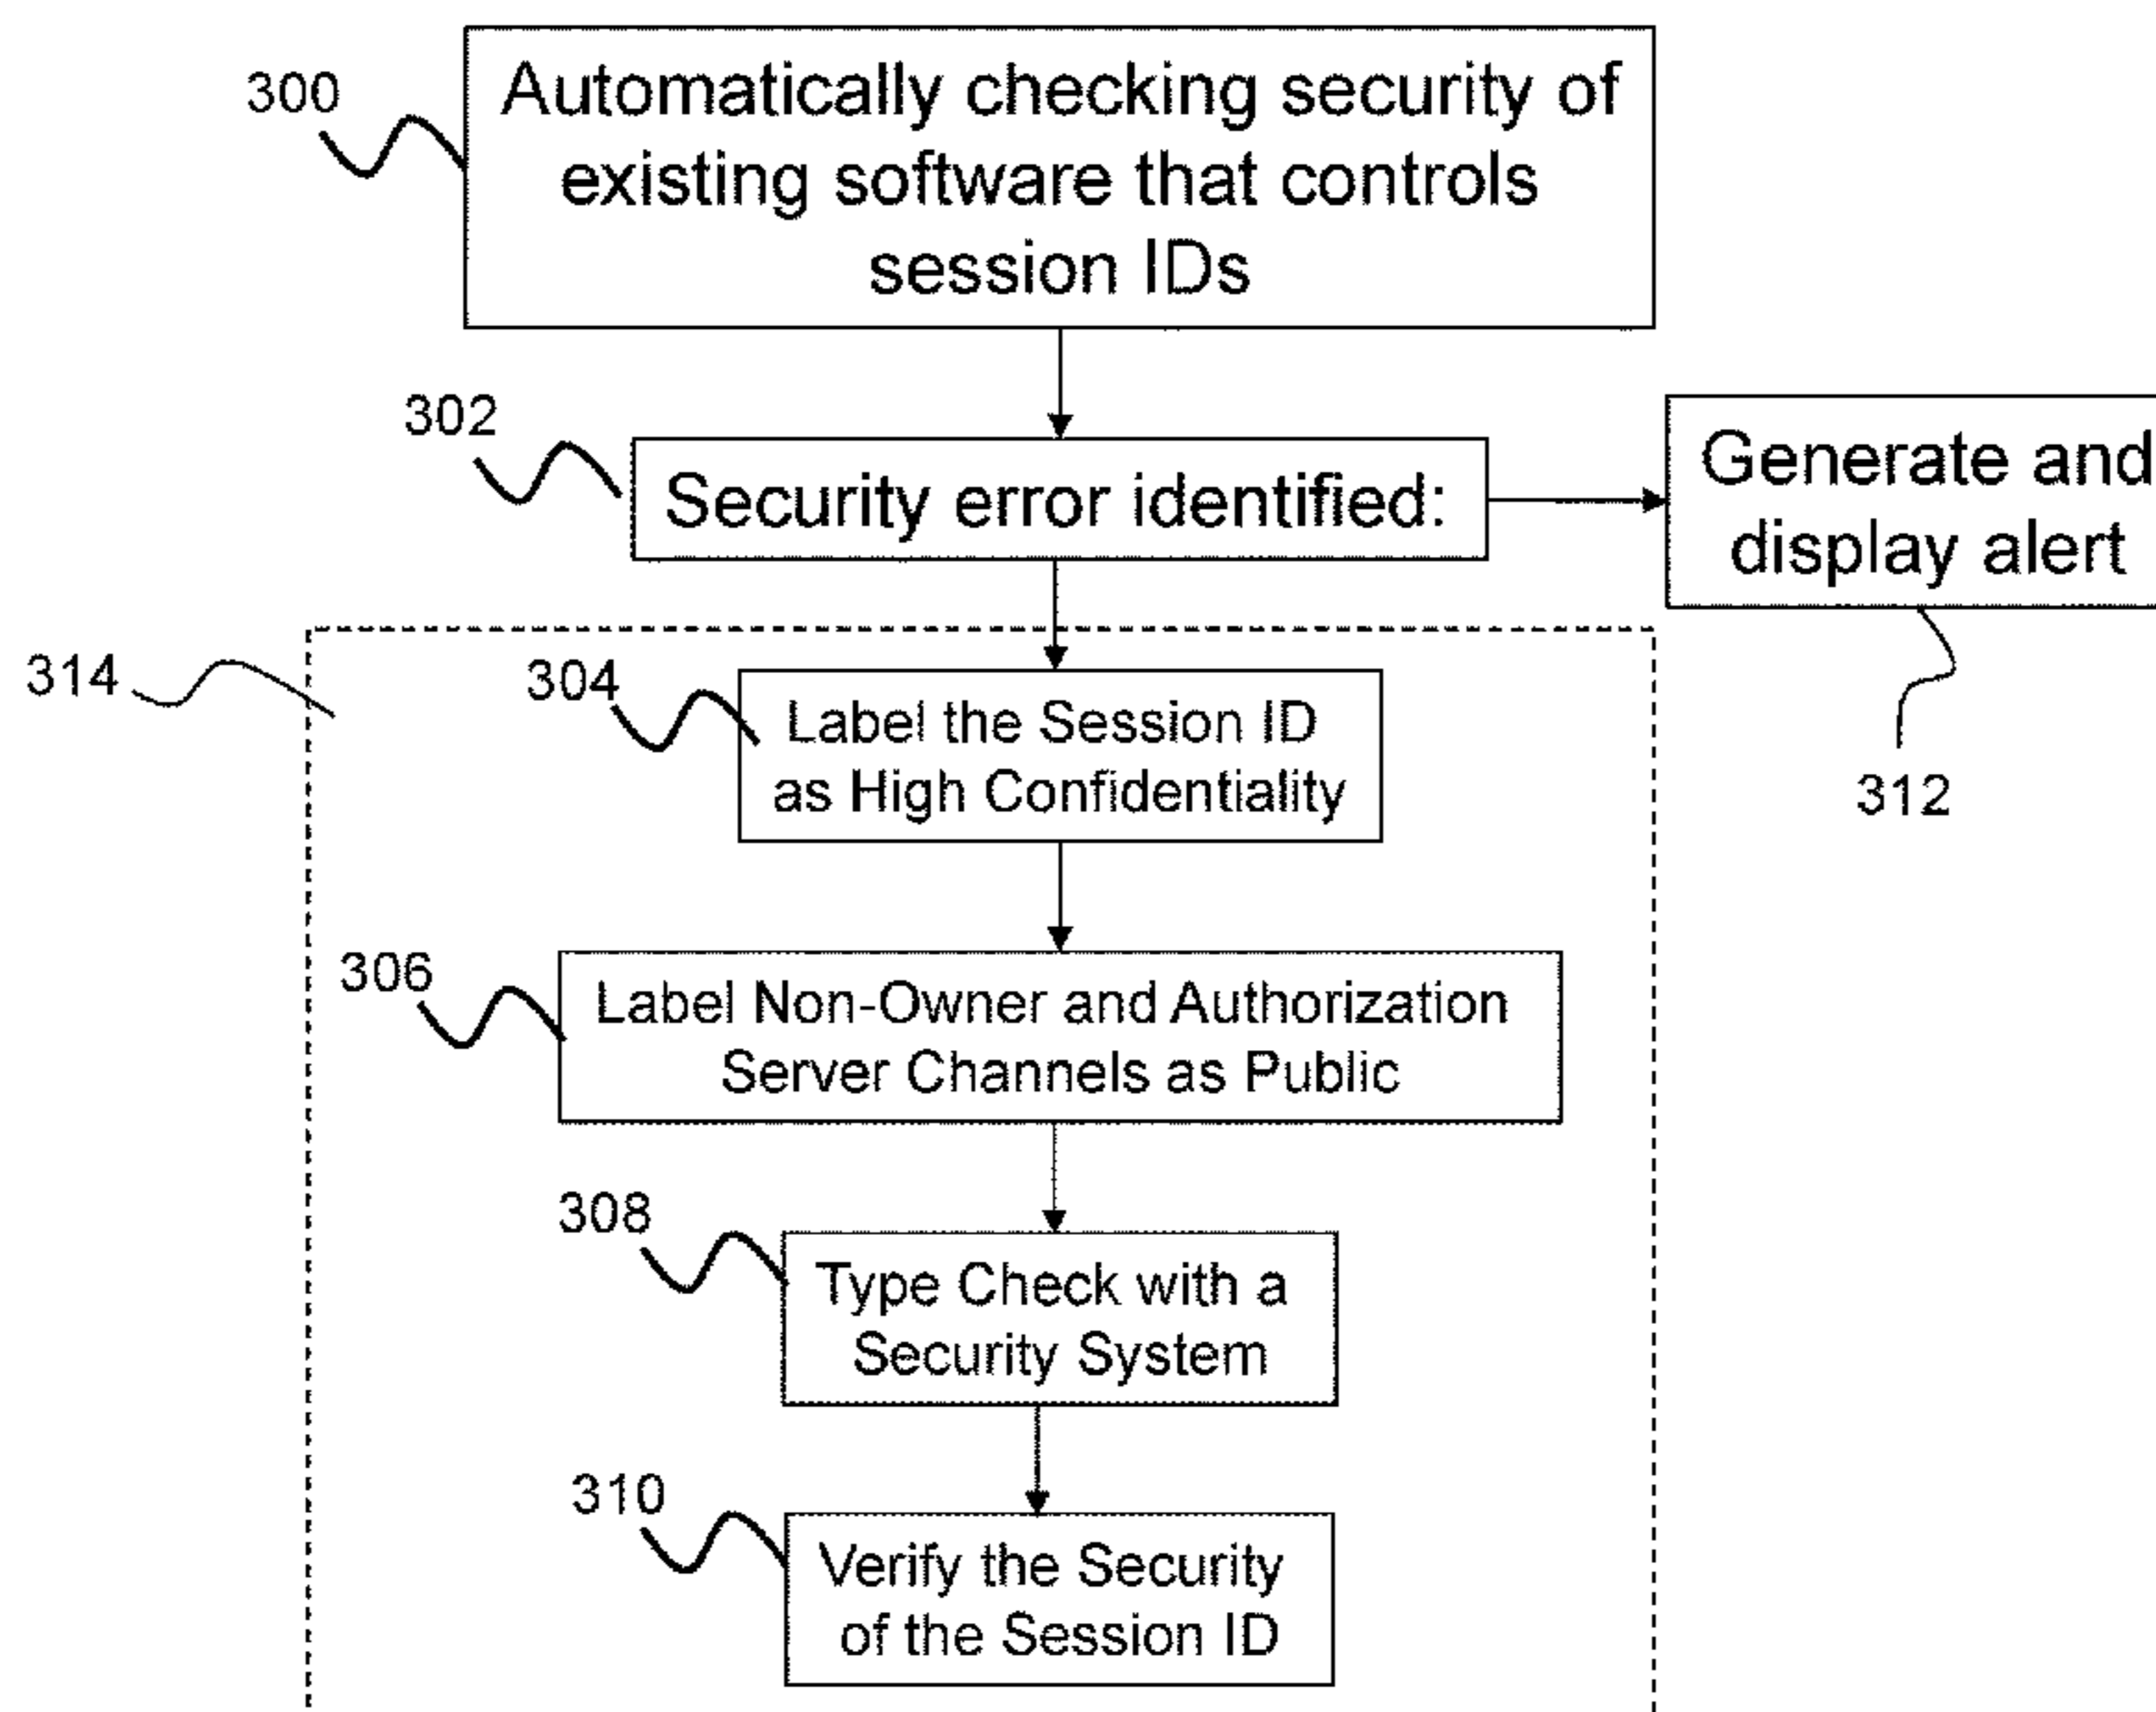 300
Automatically checking security of
existing software that controls
session IDs
302
Security error identified:
Generate and
display alert
312
314
304
Label the Session ID
as High Confidentiality
306
Label Non-Owner and Authorization
Server Channels as Public
308
Type Check with a
Security System
310
Verify the Security
of the Session ID